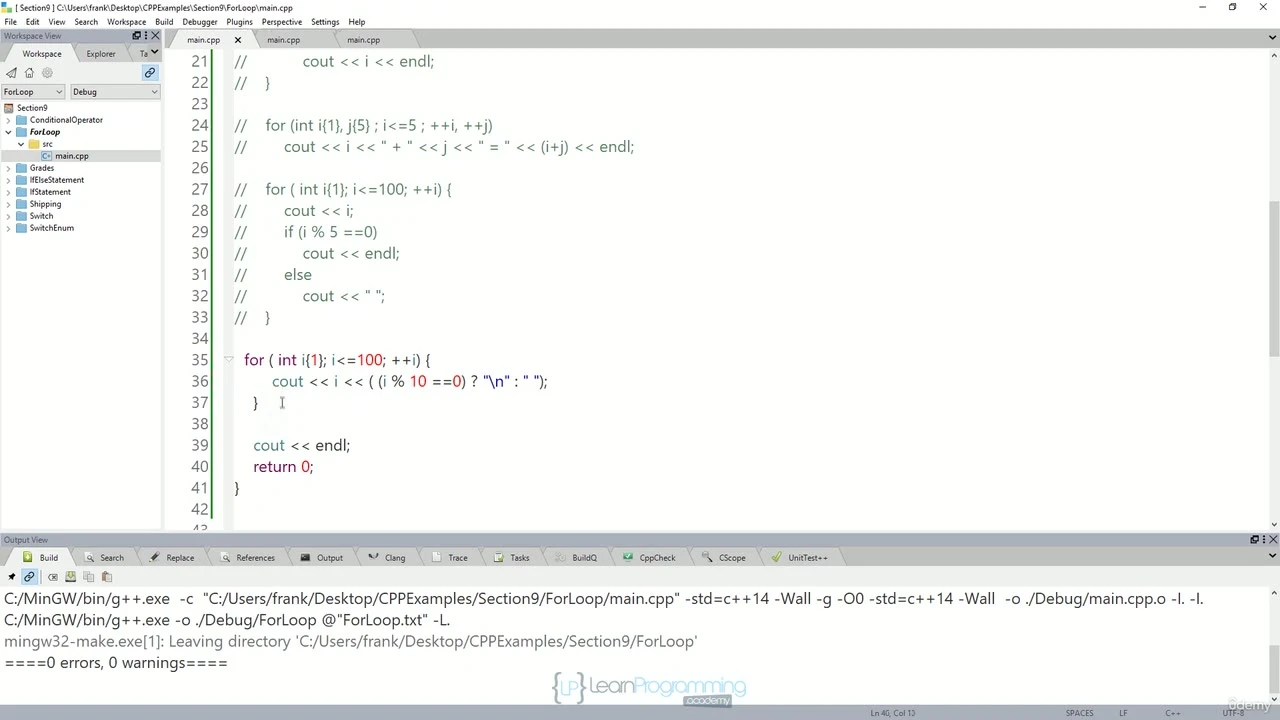 [ Section9 ] C:\Users\frank\Desktop\CPPExamples\Section9\ForLoop\main.cpp
File Edit View Search Workspace Build Debugger Plugins Perspective Settings Help
Workspace View
Workspace Explorer Ta
ForLoop Debug
Section9
ConditionalOperator
ForLoop
src
main.cpp
Grades
IfElseStatement
IfStatement
Shipping
Switch
SwitchEnum
main.cpp main.cpp main.cpp
21 // cout << i << endl;
22 // }
23
24 // for (int i{1}, j{5} ; i<=5 ; ++i, ++j)
25 // cout << i << " + " << j << " = " << (i+j) << endl;
26
27 // for ( int i{1}; i<=100; ++i) {
28 // cout << i;
29 // if (i % 5 ==0)
30 // cout << endl;
31 // else
32 // cout << " ";
33 // }
34
35 for ( int i{1}; i<=100; ++i) {
36 cout << i << ( (i % 10 ==0) ? "\n" : " ");
37 }
38
39 cout << endl;
40 return 0;
41 }
42
43
Output View
Build Search Replace References Output Clang Trace Tasks BuildQ CppCheck CScope UnitTest++
C:/MinGW/bin/g++.exe -c "C:/Users/frank/Desktop/CPPExamples/Section9/ForLoop/main.cpp" -std=c++14 -Wall -g -O0 -std=c++14 -Wall -o ./Debug/main.cpp.o -I. -I.
C:/MinGW/bin/g++.exe -o ./Debug/ForLoop @"ForLoop.txt" -L.
mingw32-make.exe[1]: Leaving directory 'C:/Users/frank/Desktop/CPPExamples/Section9/ForLoop'
====0 errors, 0 warnings====
{LP} LearnProgramming
academy
Ln 40, Col 13 SPACES LF C++ UTF-8
ûdemy